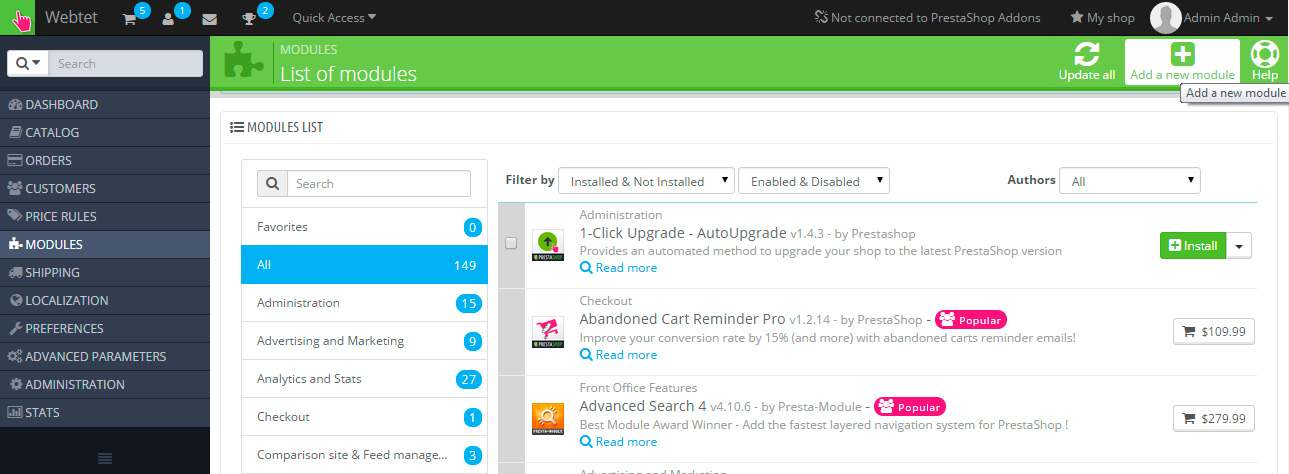 Webtet 5 1 2 Quick Access Not connected to PrestaShop Addons My shop Admin Admin
Search
MODULES
List of modules
Update all
Add a new module
Help
Add a new module
DASHBOARD
CATALOG
ORDERS
CUSTOMERS
PRICE RULES
MODULES
SHIPPING
LOCALIZATION
PREFERENCES
ADVANCED PARAMETERS
ADMINISTRATION
STATS
MODULES LIST
Search
Favorites 0
All 149
Administration 15
Advertising and Marketing 9
Analytics and Stats 27
Checkout 1
Comparison site & Feed manage... 3
Filter by Installed & Not Installed Enabled & Disabled Authors All
Administration
1-Click Upgrade - AutoUpgrade v1.4.3 - by Prestashop
Provides an automated method to upgrade your shop to the latest PrestaShop version
Read more
PRESTASHOP
Install
Checkout
Abandoned Cart Reminder Pro v1.2.14 - by PrestaShop - Popular
Improve your conversion rate by 15% (and more) with abandoned carts reminder emails!
Read more
PRESTASHOP
$109.99
Front Office Features
Advanced Search 4 v4.10.6 - by Presta-Module - Popular
Best Module Award Winner - Add the fastest layered navigation system for PrestaShop !
Read more
PRESTA-MODULE
$279.99
Advertising and Marketing